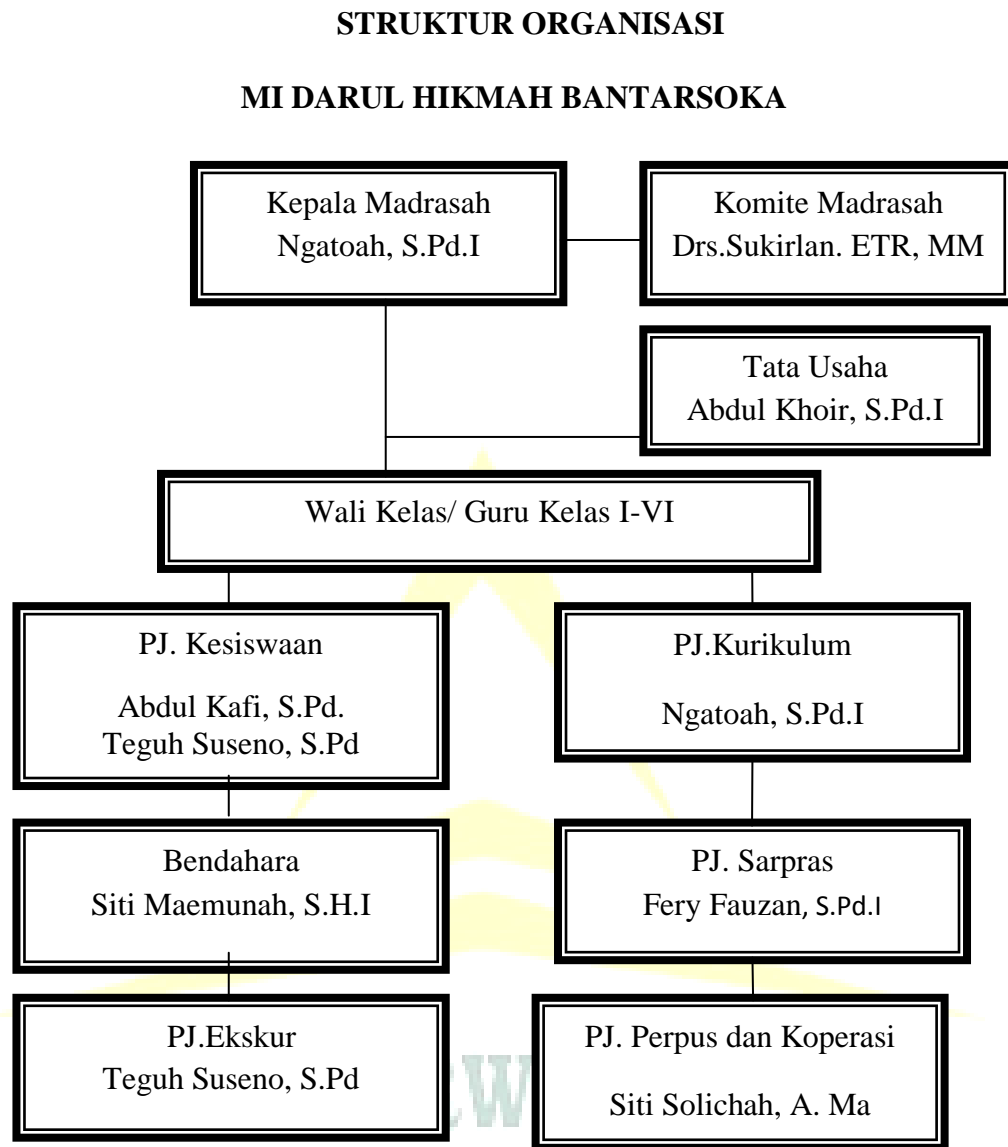 STRUKTUR ORGANISASI
MI DARUL HIKMAH BANTARSOKA
Kepala Madrasah
Ngatoah, S.Pd.I
Komite Madrasah
Drs.Sukirlan. ETR, MM
Tata Usaha
Abdul Khoir, S.Pd.I
Wali Kelas/ Guru Kelas I-VI
PJ. Kesiswaan
Abdul Kafi, S.Pd.
Teguh Suseno, S.Pd
PJ.Kurikulum
Ngatoah, S.Pd.I
Bendahara
Siti Maemunah, S.H.I
PJ. Sarpras
Fery Fauzan, S.Pd.I
PJ.Ekskur
Teguh Suseno, S.Pd
PJ. Perpus dan Koperasi
Siti Solichah, A. Ma